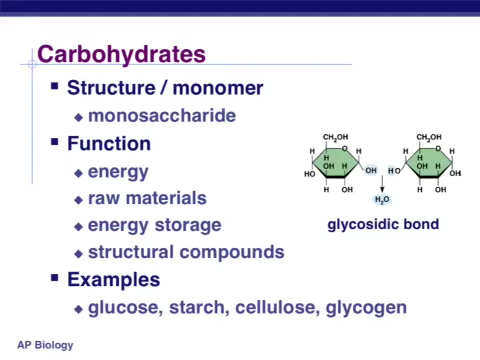 Carbohydrates
Structure / monomer
monosaccharide
Function
energy
raw materials
energy storage
structural compounds
Examples
glucose, starch, cellulose, glycogen
CH2OH
O
H
H
H
OH
H
HO
OH
H
OH
CH2OH
O
H
H
H
OH
H
HO
OH
H
OH
H2O
glycosidic bond
AP Biology